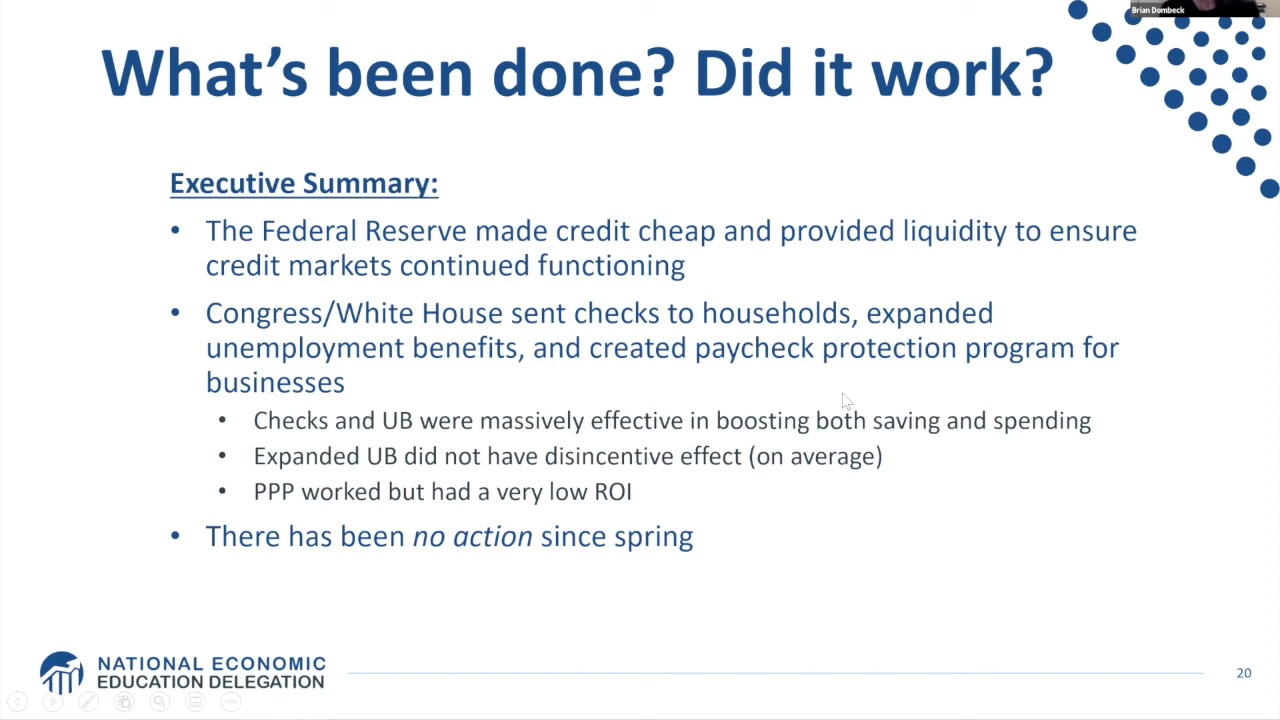 Brian Dombeck
What's been done? Did it work?
Executive Summary:
• The Federal Reserve made credit cheap and provided liquidity to ensure
credit markets continued functioning
• Congress/White House sent checks to households, expanded
unemployment benefits, and created paycheck protection program for
businesses
• Checks and UB were massively effective in boosting both saving and spending
• Expanded UB did not have disincentive effect (on average)
• PPP worked but had a very low ROI
• There has been no action since spring
NATIONAL ECONOMIC
EDUCATION DELEGATION
20